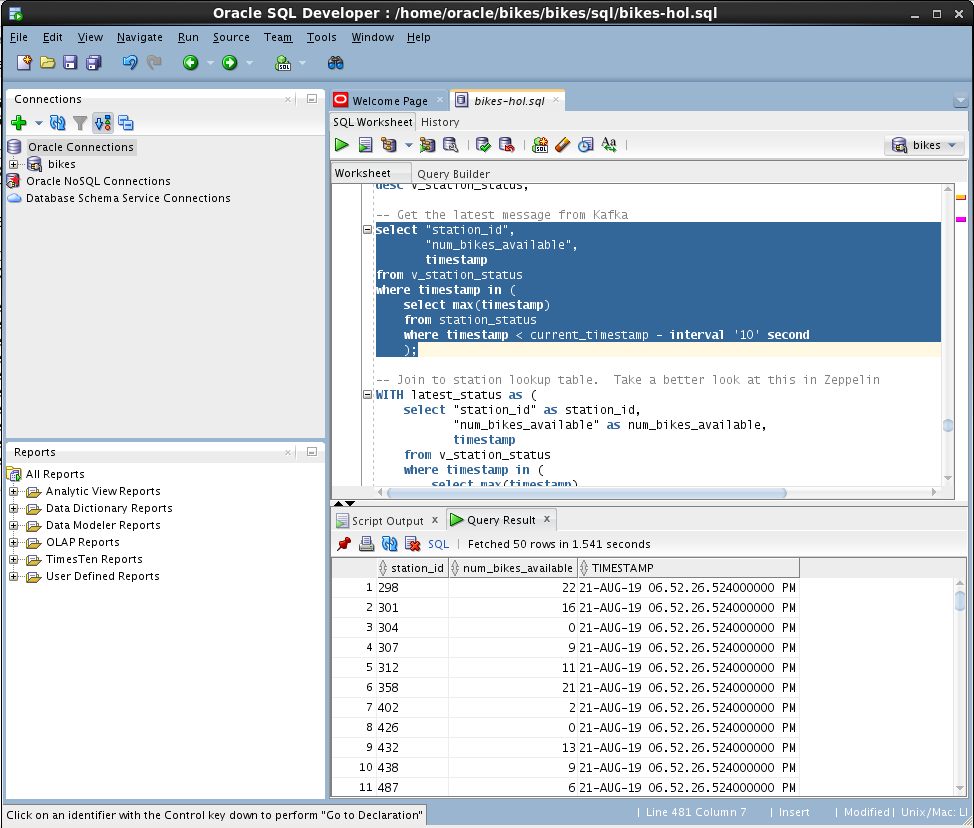 Oracle SQL Developer : /home/oracle/bikes/bikes/sql/bikes-hol.sql
File Edit View Navigate Run Source Team Tools Window Help
Connections
Oracle Connections
bikes
Oracle NoSQL Connections
Database Schema Service Connections
Reports
All Reports
Analytic View Reports
Data Dictionary Reports
Data Modeler Reports
OLAP Reports
TimesTen Reports
User Defined Reports
Welcome Page
bikes-hol.sql
SQL Worksheet History
bikes
Worksheet Query Builder
desc v_station_status;
-- Get the latest message from Kafka
select "station_id",
"num_bikes_available",
timestamp
from v_station_status
where timestamp in (
select max(timestamp)
from station_status
where timestamp < current_timestamp - interval '10' second
);
-- Join to station lookup table.  Take a better look at this in Zeppelin
WITH latest_status as (
select "station_id" as station_id,
"num_bikes_available" as num_bikes_available,
timestamp
from v_station_status
where timestamp in (
select max(timestamp)
Script Output x Query Result x
SQL | Fetched 50 rows in 1.541 seconds
station_id num_bikes_available TIMESTAMP
1 298 22 21-AUG-19 06.52.26.524000000 PM
2 301 16 21-AUG-19 06.52.26.524000000 PM
3 304 0 21-AUG-19 06.52.26.524000000 PM
4 307 9 21-AUG-19 06.52.26.524000000 PM
5 312 11 21-AUG-19 06.52.26.524000000 PM
6 358 21 21-AUG-19 06.52.26.524000000 PM
7 402 2 21-AUG-19 06.52.26.524000000 PM
8 426 0 21-AUG-19 06.52.26.524000000 PM
9 432 13 21-AUG-19 06.52.26.524000000 PM
10 438 9 21-AUG-19 06.52.26.524000000 PM
11 487 6 21-AUG-19 06.52.26.524000000 PM
Click on an identifier with the Control key down to perform "Go to Declaration"
| Line 481 Column 7 | Insert | Modified | Unix/Mac: LI